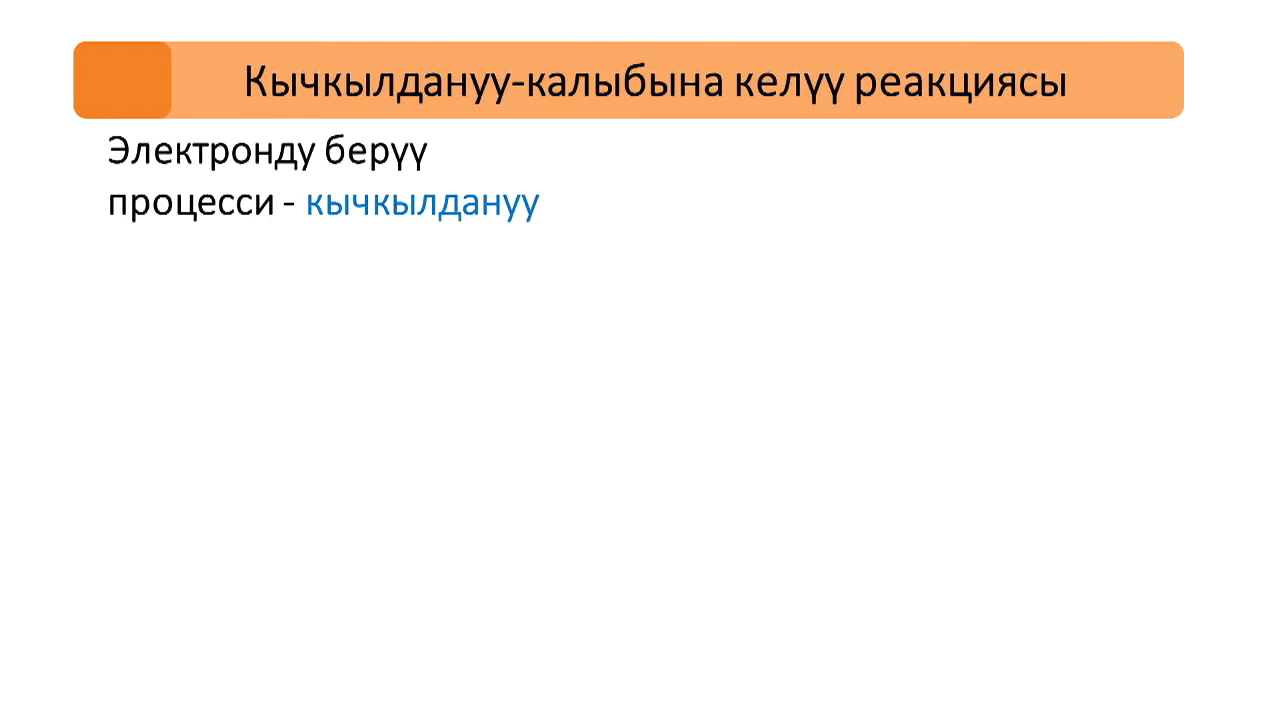 Кычкылдануу-калыбына келүү реакциясы
Электронду берүү
процесси - кычкылдануу